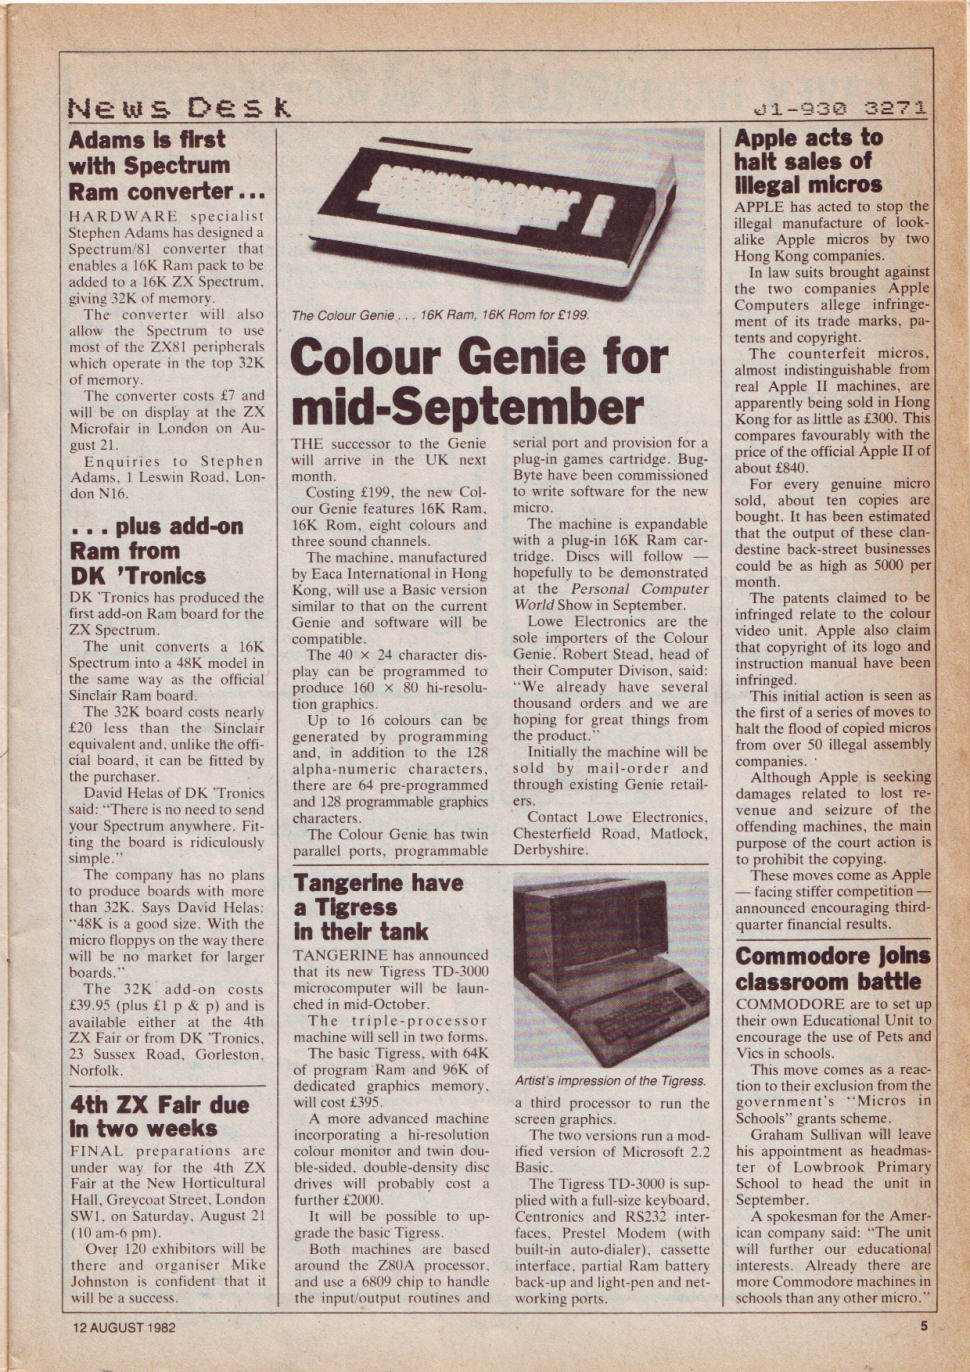 News Desk
01-930 3271
Adams is first
with Spectrum
Ram converter ...
HARDWARE specialist
Stephen Adams has designed a
Spectrum/81 converter that
enables a 16K Ram pack to be
added to a 16K ZX Spectrum,
giving 32K of memory.
The converter will also
allow the Spectrum to use
most of the ZX81 peripherals
which operate in the top 32K
of memory.
The converter costs £7 and
will be on display at the ZX
Microfair in London on Au-
gust 21.
Enquiries to Stephen
Adams, 1 Leswin Road, Lon-
don N16.
... plus add-on
Ram from
DK 'Tronics
DK 'Tronics has produced the
first add-on Ram board for the
ZX Spectrum.
The unit converts a 16K
Spectrum into a 48K model in
the same way as the official
Sinclair Ram board.
The 32K board costs nearly
£20 less than the Sinclair
equivalent and, unlike the offi-
cial board, it can be fitted by
the purchaser.
David Helas of DK 'Tronics
said: "There is no need to send
your Spectrum anywhere. Fit-
ting the board is ridiculously
simple."
The company has no plans
to produce boards with more
than 32K. Says David Helas:
"48K is a good size. With the
micro floppys on the way there
will be no market for larger
boards."
The 32K add-on costs
£39.95 (plus £1 p & p) and is
available either at the 4th
ZX Fair or from DK 'Tronics,
23 Sussex Road, Gorleston,
Norfolk.
4th ZX Fair due
in two weeks
FINAL preparations are
under way for the 4th ZX
Fair at the New Horticultural
Hall, Greycoat Street, London
SW1, on Saturday, August 21
(10 am-6 pm).
Over 120 exhibitors will be
there and organiser Mike
Johnston is confident that it
will be a success.
The Colour Genie . . . 16K Ram, 16K Rom for £199.
Colour Genie for
mid-September
THE successor to the Genie
will arrive in the UK next
month.
Costing £199, the new Col-
our Genie features 16K Ram,
16K Rom, eight colours and
three sound channels.
The machine, manufactured
by Eaca International in Hong
Kong, will use a Basic version
similar to that on the current
Genie and software will be
compatible.
The 40 × 24 character dis-
play can be programmed to
produce 160 × 80 hi-resolu-
tion graphics.
Up to 16 colours can be
generated by programming
and, in addition to the 128
alpha-numeric characters,
there are 64 pre-programmed
and 128 programmable graphics
characters.
The Colour Genie has twin
parallel ports, programmable
serial port and provision for a
plug-in games cartridge. Bug-
Byte have been commissioned
to write software for the new
micro.
The machine is expandable
with a plug-in 16K Ram car-
tridge. Discs will follow —
hopefully to be demonstrated
at the Personal Computer
World Show in September.
Lowe Electronics are the
sole importers of the Colour
Genie. Robert Stead, head of
their Computer Divison, said:
"We already have several
thousand orders and we are
hoping for great things from
the product."
Initially the machine will be
sold by mail-order and
through existing Genie retail-
ers.
Contact Lowe Electronics,
Chesterfield Road, Matlock,
Derbyshire.
Tangerine have
a Tigress
in their tank
TANGERINE has announced
that its new Tigress TD-3000
microcomputer will be laun-
ched in mid-October.
The triple-processor
machine will sell in two forms.
The basic Tigress, with 64K
of program Ram and 96K of
dedicated graphics memory,
will cost £395.
A more advanced machine
incorporating a hi-resolution
colour monitor and twin dou-
ble-sided, double-density disc
drives will probably cost a
further £2000.
It will be possible to up-
grade the basic Tigress.
Both machines are based
around the Z80A processor,
and use a 6809 chip to handle
the input/output routines and
Artist's impression of the Tigress.
a third processor to run the
screen graphics.
The two versions run a mod-
ified version of Microsoft 2.2
Basic.
The Tigress TD-3000 is sup-
plied with a full-size keyboard,
Centronics and RS232 inter-
faces, Prestel Modem (with
built-in auto-dialer), cassette
interface, partial Ram battery
back-up and light-pen and net-
working ports.
Apple acts to
halt sales of
illegal micros
APPLE has acted to stop the
illegal manufacture of look-
alike Apple micros by two
Hong Kong companies.
In law suits brought against
the two companies Apple
Computers allege infringe-
ment of its trade marks, pa-
tents and copyright.
The counterfeit micros,
almost indistinguishable from
real Apple II machines, are
apparently being sold in Hong
Kong for as little as £300. This
compares favourably with the
price of the official Apple II of
about £840.
For every genuine micro
sold, about ten copies are
bought. It has been estimated
that the output of these clan-
destine back-street businesses
could be as high as 5000 per
month.
The patents claimed to be
infringed relate to the colour
video unit. Apple also claim
that copyright of its logo and
instruction manual have been
infringed.
This initial action is seen as
the first of a series of moves to
halt the flood of copied micros
from over 50 illegal assembly
companies.
Although Apple is seeking
damages related to lost re-
venue and seizure of the
offending machines, the main
purpose of the court action is
to prohibit the copying.
These moves come as Apple
— facing stiffer competition —
announced encouraging third-
quarter financial results.
Commodore joins
classroom battle
COMMODORE are to set up
their own Educational Unit to
encourage the use of Pets and
Vics in schools.
This move comes as a reac-
tion to their exclusion from the
government's "Micros in
Schools" grants scheme.
Graham Sullivan will leave
his appointment as headmas-
ter of Lowbrook Primary
School to head the unit in
September.
A spokesman for the Amer-
ican company said: "The unit
will further our educational
interests. Already there are
more Commodore machines in
schools than any other micro."
12 AUGUST 1982
5